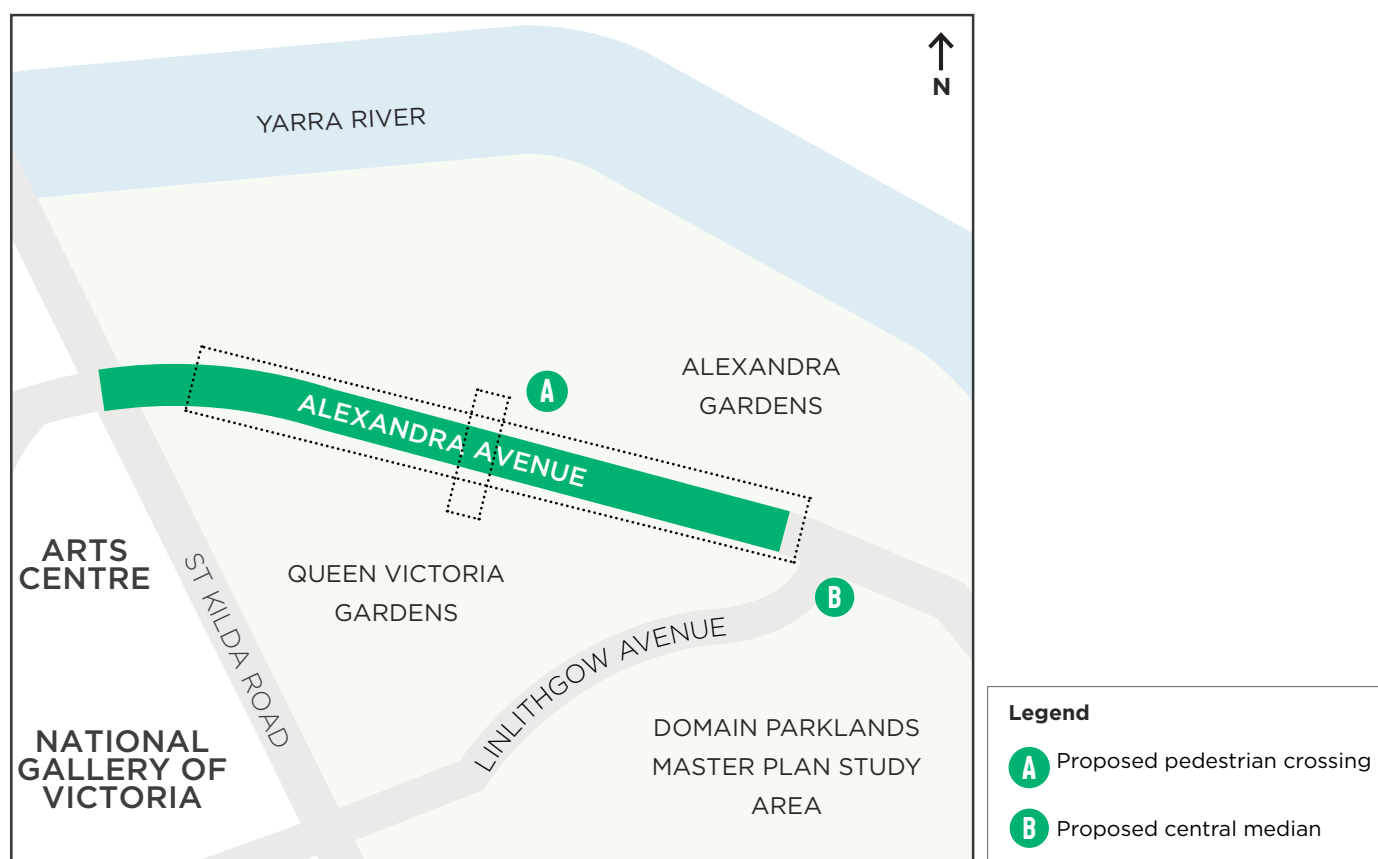 N
YARRA RIVER
ALEXANDRA
GARDENS
A
ALEXANDRA AVENUE
ARTS
CENTRE
ST KILDA ROAD
QUEEN VICTORIA
GARDENS
B
LINLITHGOW AVENUE
NATIONAL
GALLERY OF
VICTORIA
DOMAIN PARKLANDS
MASTER PLAN STUDY
AREA
Legend
A Proposed pedestrian crossing
B Proposed central median